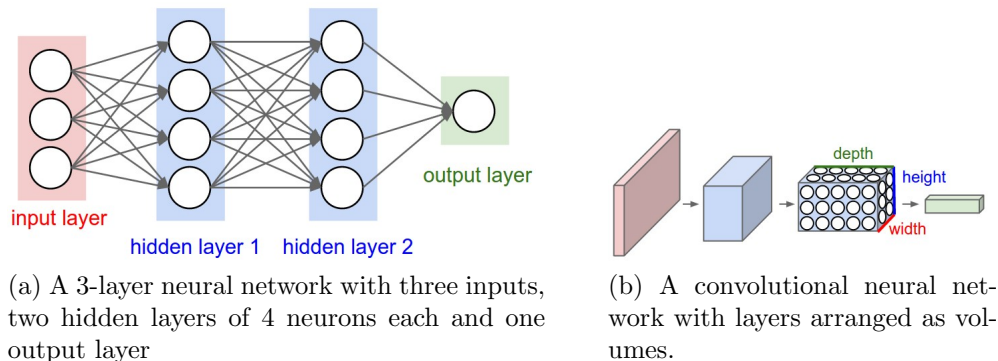 input layer
hidden layer 1
hidden layer 2
output layer
depth
height
width
(a) A 3-layer neural network with three inputs,
two hidden layers of 4 neurons each and one
output layer
(b) A convolutional neural net-
work with layers arranged as vol-
umes.